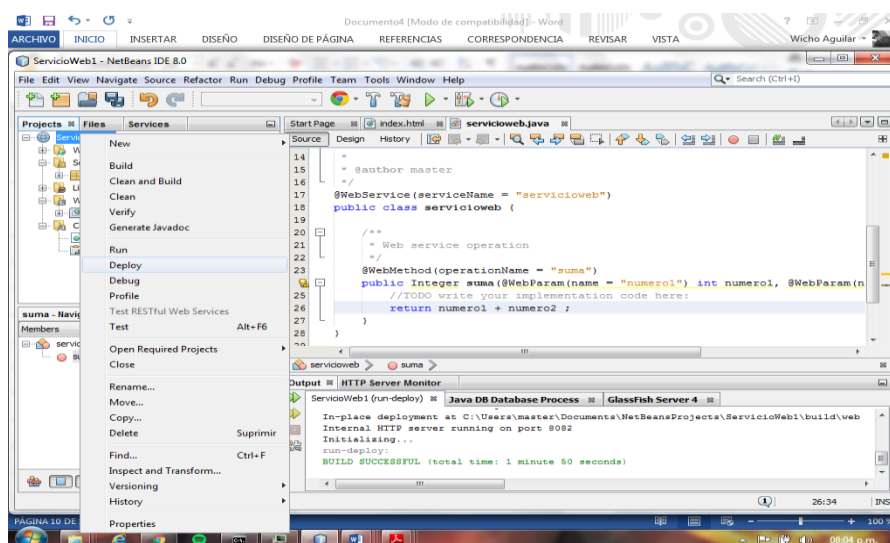 Documento4 [Modo de compatibilidad] - Word
ARCHIVO INICIO INSERTAR DISEÑO DISEÑO DE PÁGINA REFERENCIAS CORRESPONDENCIA REVISAR VISTA Wicho Aguilar
ServicioWeb1 - NetBeans IDE 8.0
File Edit View Navigate Source Refactor Run Debug Profile Team Tools Window Help
Search (Ctrl+I)
Projects Files Services
Start Page index.html servicioweb.java
Source Design History
New
Build
Clean and Build
Clean
Verify
Generate Javadoc
Run
Deploy
Debug
Profile
Test RESTful Web Services
Test Alt+F6
Open Required Projects
Close
Rename...
Move...
Copy...
Delete Suprimir
Find... Ctrl+F
Inspect and Transform...
Versioning
History
Properties
14 *
15 * @author master
16 */
17 @WebService(serviceName = "servicioweb")
18 public class servicioweb {
19
20 /**
21 * Web service operation
22 */
23 @WebMethod(operationName = "suma")
public Integer suma(@WebParam(name = "numero1") int numero1, @WebParam(n
25 //TODO write your implementation code here:
26 return numero1 + numero2 ;
27 }
28 }
29
suma - Navig
Members
servic
servicioweb suma
Output HTTP Server Monitor
ServicioWeb1 (run-deploy) Java DB Database Process GlassFish Server 4
In-place deployment at C:\Users\master\Documents\NetBeansProjects\ServicioWeb1\build\web
Internal HTTP server running on port 8082
Initializing...
run-deploy:
BUILD SUCCESSFUL (total time: 1 minute 50 seconds)
1 26:34 INS
PÁGINA 10 DE
100 %
08:04 p.m.